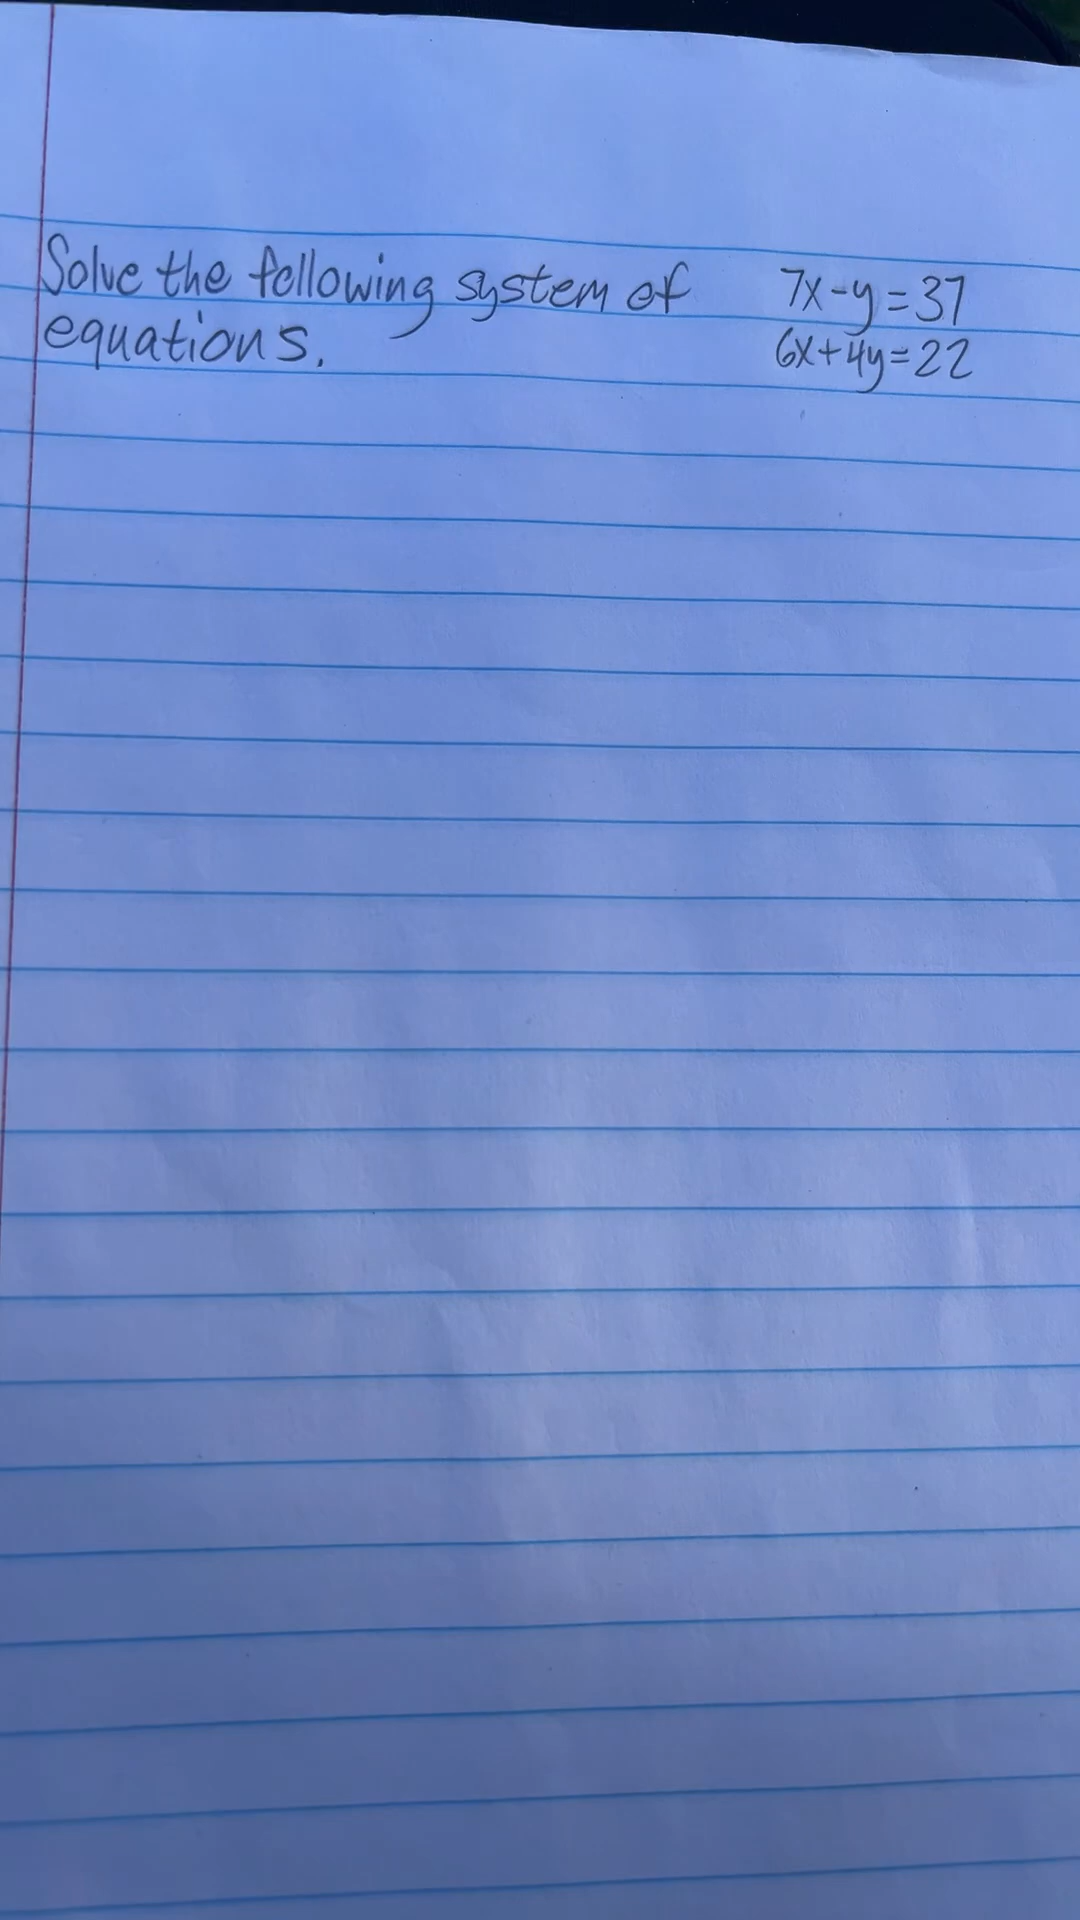 Solve the following system of
equations.
7x-y=37
6x+4y=22